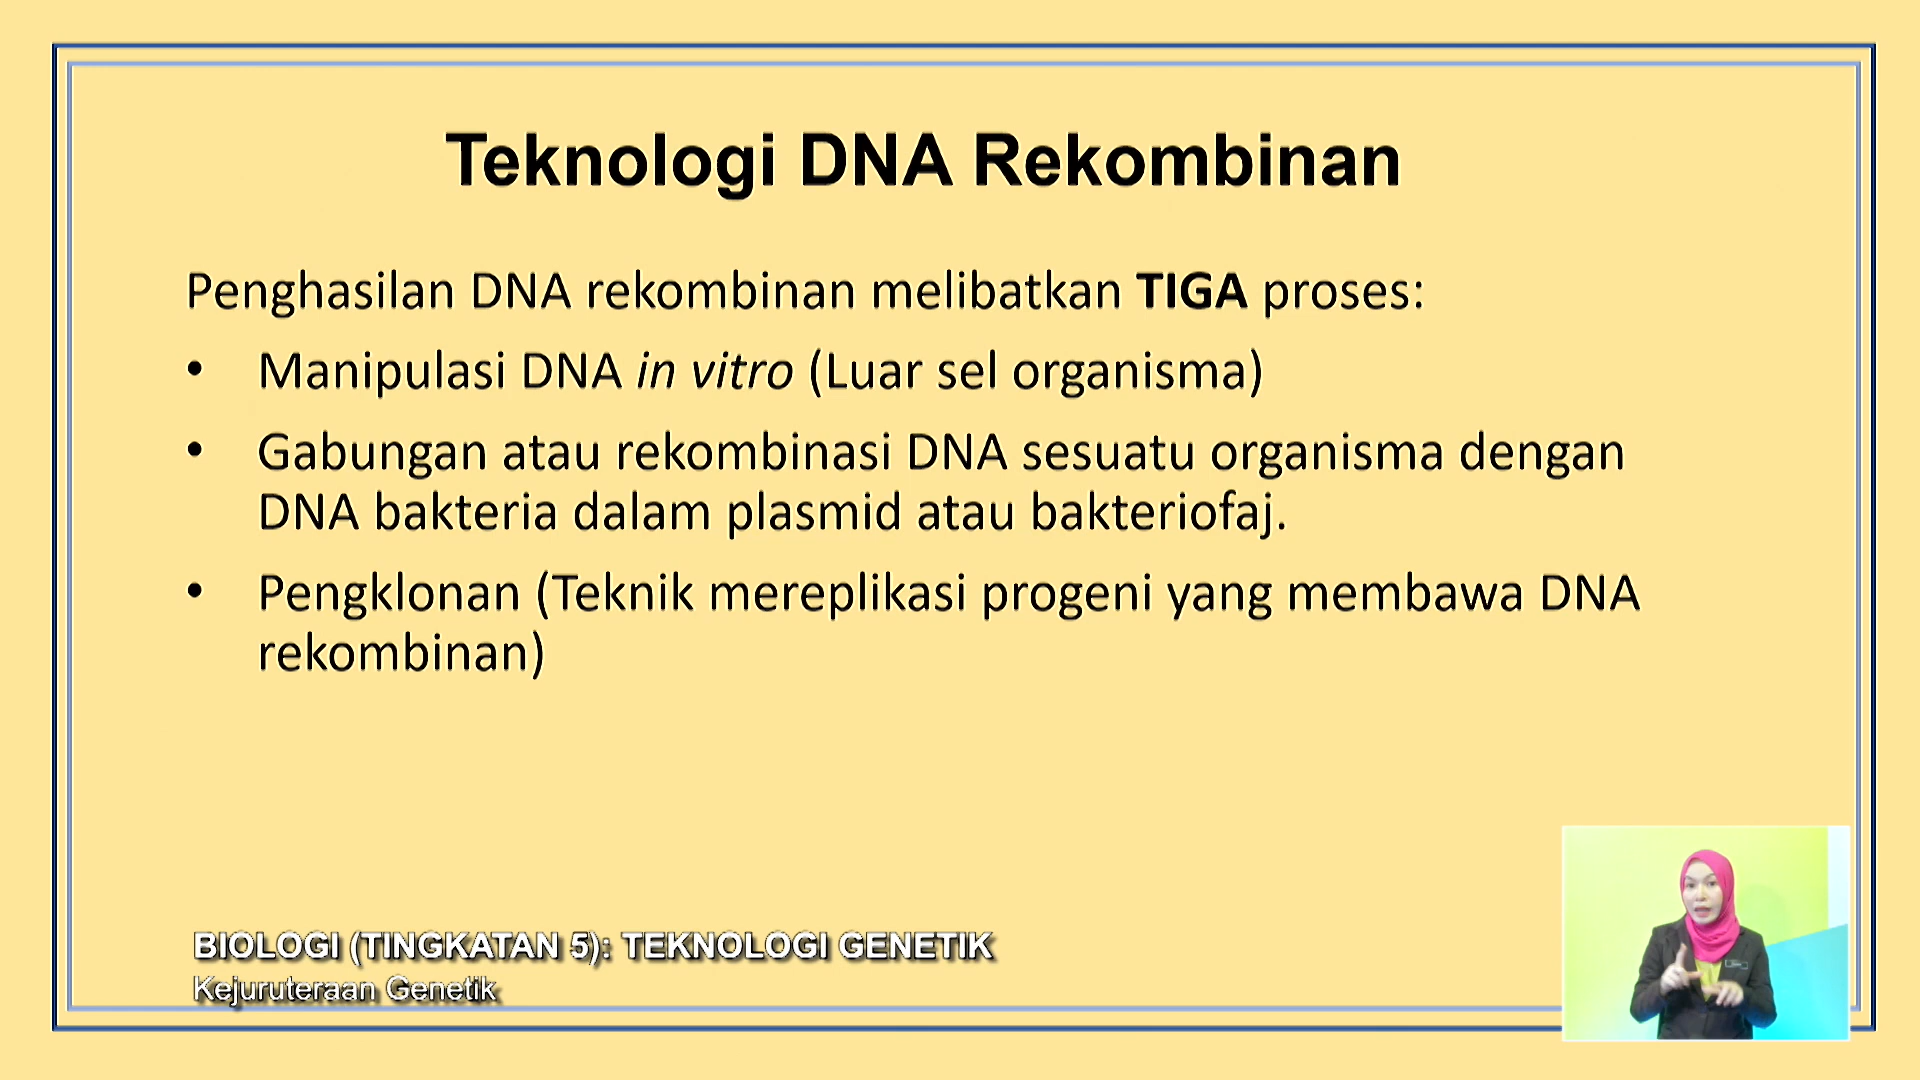 Teknologi DNA Rekombinan
Penghasilan DNA rekombinan melibatkan TIGA proses:
• Manipulasi DNA in vitro (Luar sel organisma)
• Gabungan atau rekombinasi DNA sesuatu organisma dengan
DNA bakteria dalam plasmid atau bakteriofaj.
• Pengklonan (Teknik mereplikasi progeni yang membawa DNA
rekombinan)
BIOLOGI (TINGKATAN 5): TEKNOLOGI GENETIK
Kejuruteraan Genetik